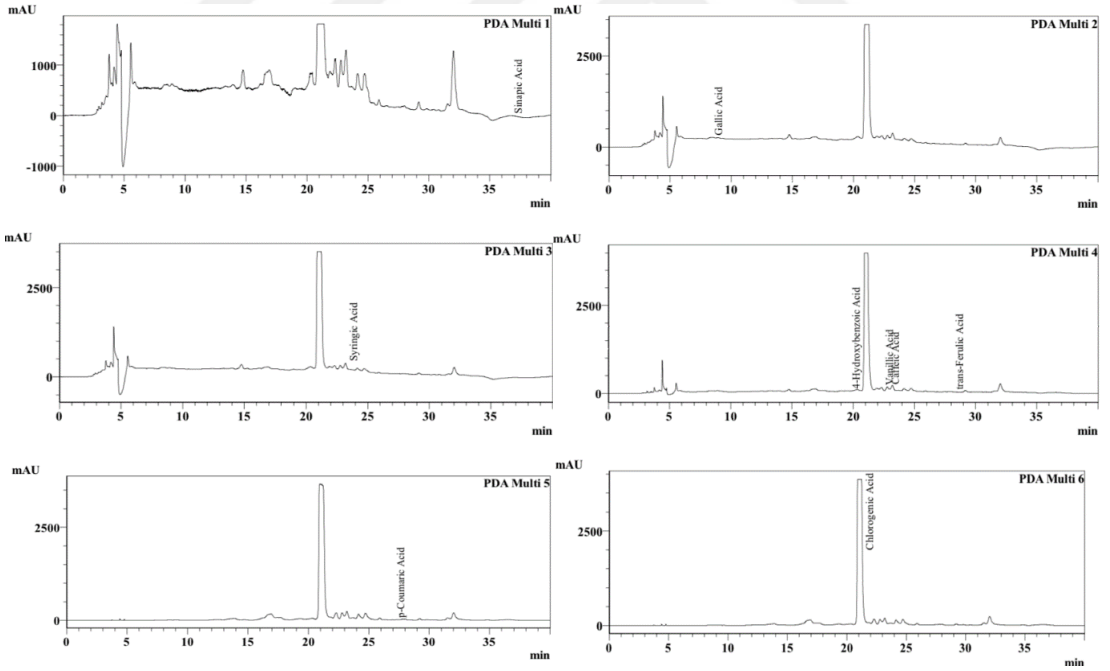 mAU
PDA Multi 1
1000
0
-1000
Sinapic Acid
0 5 10 15 20 25 30 35
min
mAU
PDA Multi 2
2500
0
Gallic Acid
0 5 10 15 20 25 30 35
min
mAU
PDA Multi 3
2500
0
Syringic Acid
0 5 10 15 20 25 30 35
min
mAU
PDA Multi 4
2500
0
4-Hydroxybenzoic Acid
Vanillic Acid
Caffeic Acid
trans-Ferulic Acid
0 5 10 15 20 25 30 35
min
mAU
PDA Multi 5
2500
0
p-Coumaric Acid
0 5 10 15 20 25 30 35
min
mAU
PDA Multi 6
2500
0
Chlorogenic Acid
0 5 10 15 20 25 30 35
min